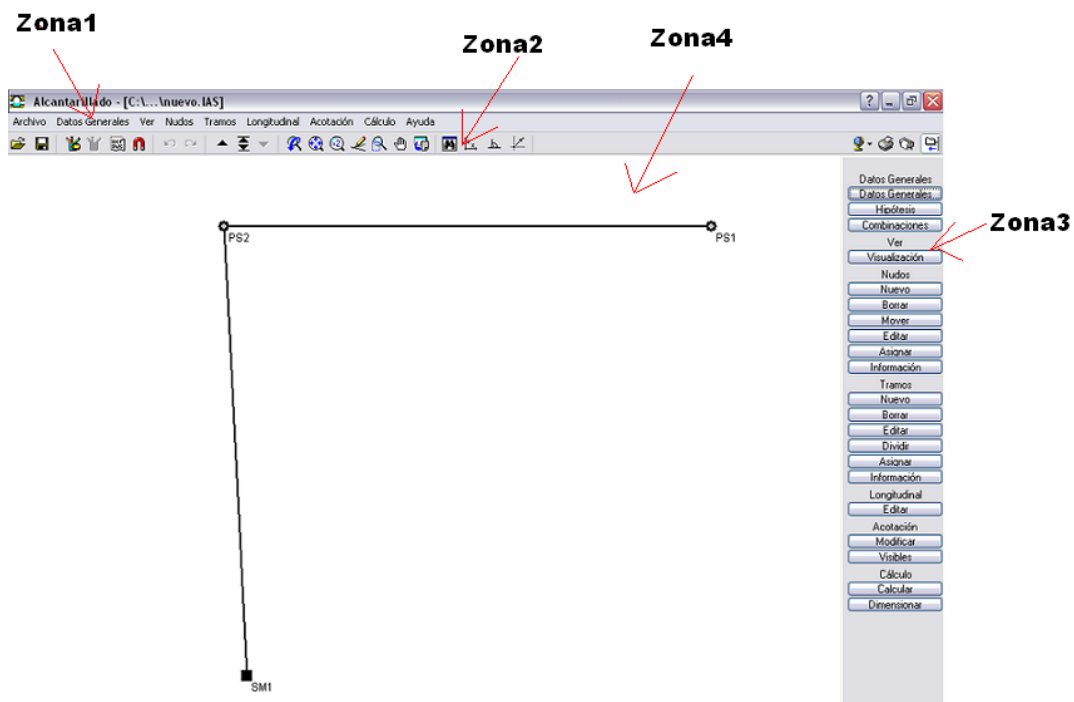 Zona1
Zona2
Zona4
Alcantarillado - [C:\...\nuevo.IAS]
Archivo Datos Generales Ver Nudos Tramos Longitudinal Acotación Cálculo Ayuda
Datos Generales
Datos Generales
Hipótesis
Combinaciones
Zona3
Ver
Visualización
Nudos
Nuevo
Borrar
Mover
Editar
Asignar
Información
Tramos
Nuevo
Borrar
Editar
Dividir
Asignar
Información
Longitudinal
Editar
Acotación
Modificar
Visibles
Cálculo
Calcular
Dimensionar
PS2
PS1
SM1